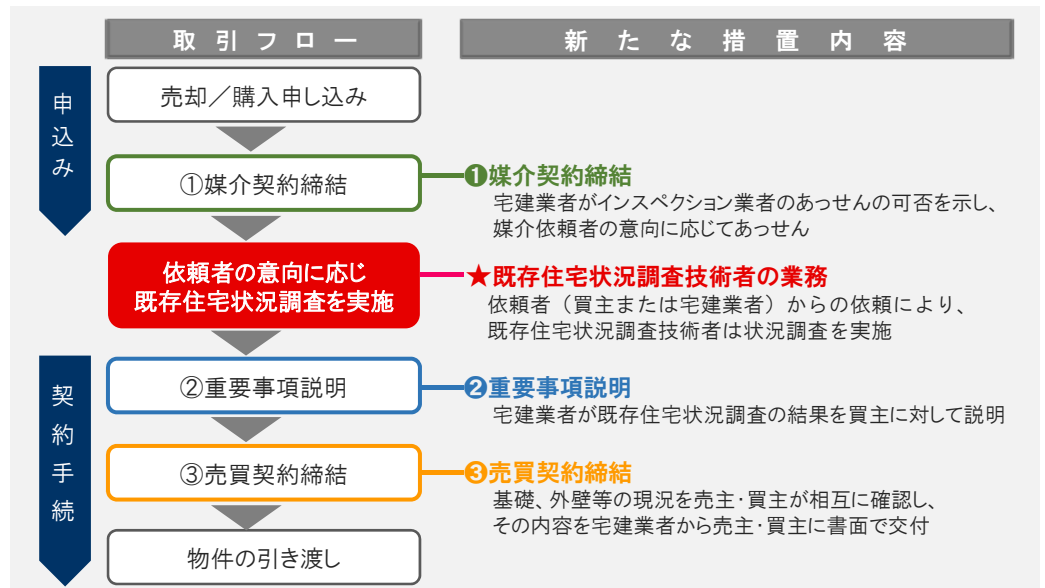 取引フロー
新たな措置内容
申込み
売却／購入申し込み
①媒介契約締結
❶媒介契約締結
宅建業者がインスペクション業者のあっせんの可否を示し、
媒介依頼者の意向に応じてあっせん
依頼者の意向に応じ
既存住宅状況調査を実施
★既存住宅状況調査技術者の業務
依頼者（買主または宅建業者）からの依頼により、
既存住宅状況調査技術者は状況調査を実施
契約手続
②重要事項説明
❷重要事項説明
宅建業者が既存住宅状況調査の結果を買主に対して説明
③売買契約締結
❸売買契約締結
基礎、外壁等の現況を売主・買主が相互に確認し、
その内容を宅建業者から売主・買主に書面で交付
物件の引き渡し